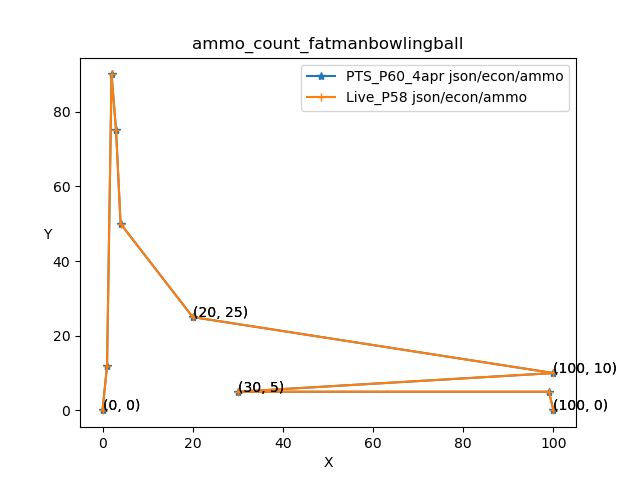 ammo_count_fatmanbowlingball
PTS_P60_4apr json/econ/ammo
Live_P58 json/econ/ammo
80
60
Y
40
20
0
(20, 25)
(100, 10)
(30, 5)
(0, 0)
(100, 0)
0 20 40 60 80 100
X